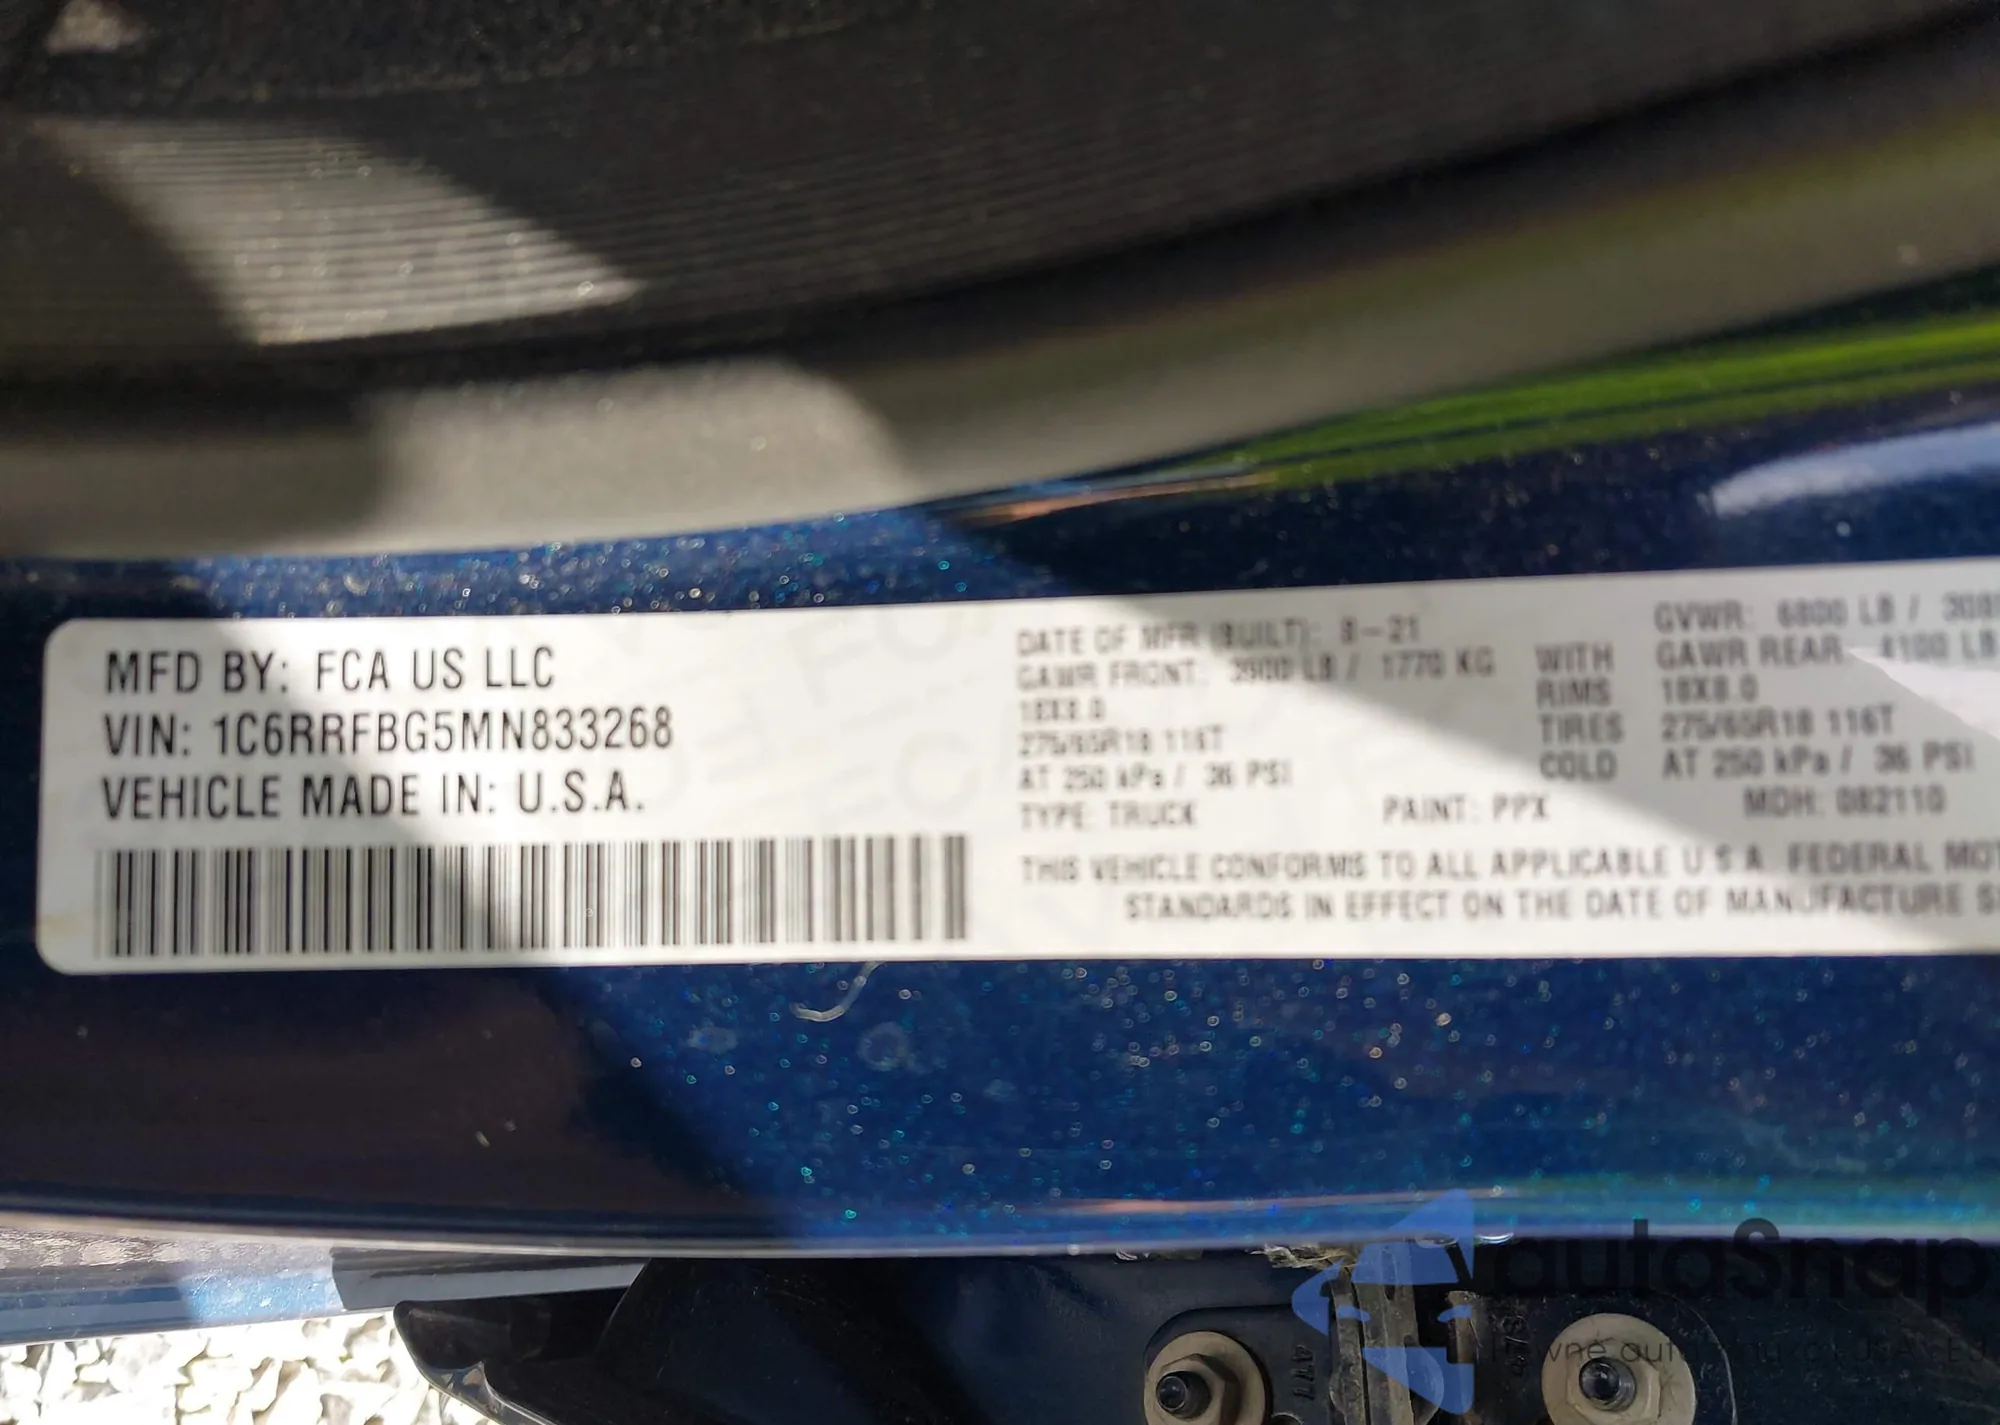 MFD BY: FCA US LLC
VIN: 1C6RRFBG5MN833268
VEHICLE MADE IN: U.S.A.
DATE OF MFR (BUILT): 8-21
GAWR FRONT: 3900 LB / 1770 KG
18X8.0
275/65R18 116T
AT 250 kPa / 36 PSI
TYPE: TRUCK
WITH
RIMS
TIRES
COLD
GVWR: 6800 LB /
GAWR REAR: 4100 LB
18X8.0
275/65R18 116T
AT 250 kPa / 36 PSI
PAINT: PPX
MDH: 082110
THIS VEHICLE CONFORMS TO ALL APPLICABLE U.S.A. FEDERAL MOT
STANDARDS IN EFFECT ON THE DATE OF MANUFACTURE
autoSnap